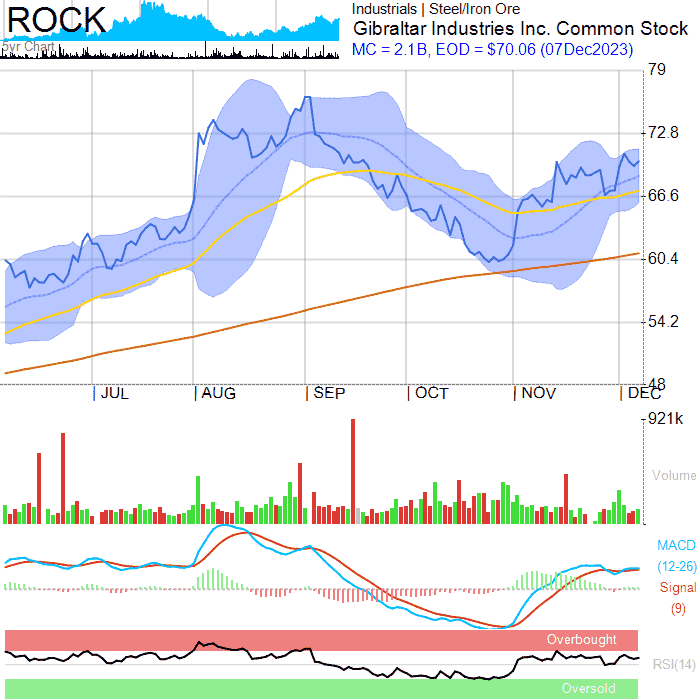 ROCK
5yr Chart
Industrials | Steel/Iron Ore
Gibraltar Industries Inc. Common Stock
MC = 2.1B, EOD = $70.06 (07Dec2023)
79
72.8
66.6
60.4
54.2
48
JUL AUG SEP OCT NOV DEC
921k
Volume
MACD
(12-26)
Signal
(9)
Overbought
RSI(14)
Oversold